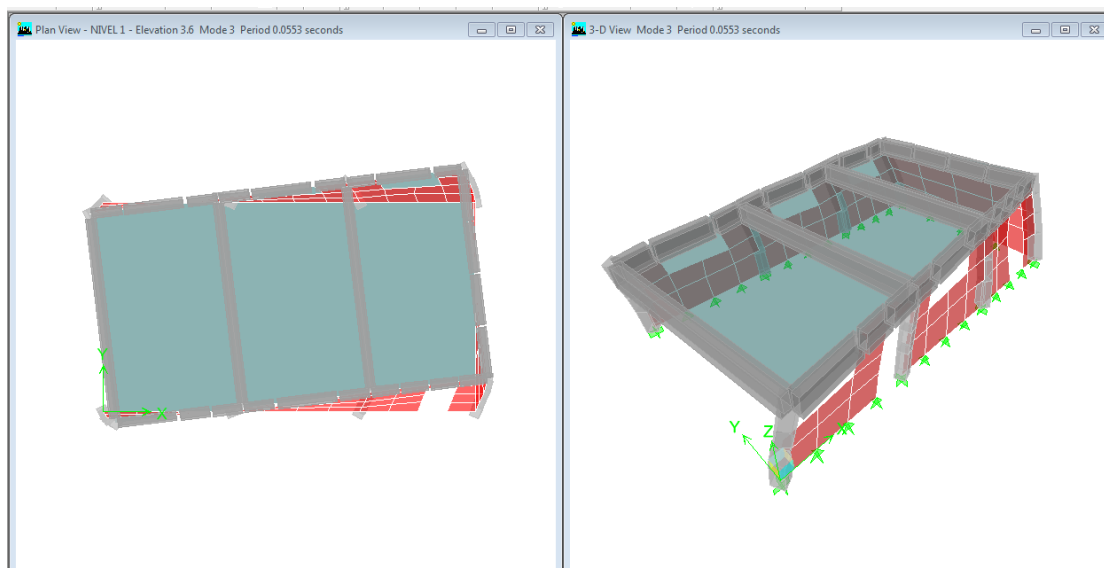 Plan View - NIVEL 1 - Elevation 3.6 Mode 3 Period 0.0553 seconds
3-D View Mode 3 Period 0.0553 seconds
Y
X
Y
Z
X